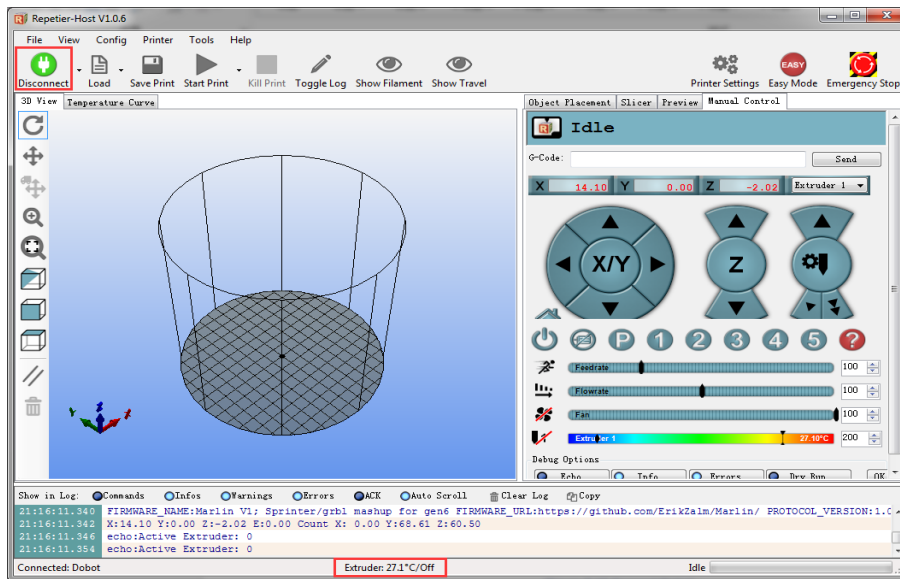 Repetier-Host V1.0.6
File View Config Printer Tools Help
Disconnect Load Save Print Start Print Kill Print Toggle Log Show Filament Show Travel Printer Settings Easy Mode Emergency Stop
EASY
3D View Temperature Curve
Object Placement Slicer Preview Manual Control
Idle
G-Code: Send
X 14.10 Y 0.00 Z -2.02 Extruder 1
X/Y Z
P 1 2 3 4 5 ?
Feedrate 100
Flowrate 100
Fan 100
Extruder 1 27.10°C 200
Debug Options
Echo Info Errors Dry Run OK
Y Z X
Show in Log: Commands Infos Warnings Errors ACK Auto Scroll Clear Log Copy
21:16:11.340 FIRMWARE_NAME:Marlin V1; Sprinter/grbl mashup for gen6 FIRMWARE_URL:https://github.com/ErikZalm/Marlin/ PROTOCOL_VERSION:1.0
21:16:11.342 X:14.10 Y:0.00 Z:-2.02 E:0.00 Count X: 0.00 Y:68.61 Z:60.50
21:16:11.346 echo:Active Extruder: 0
21:16:11.354 echo:Active Extruder: 0
Connected: Dobot Extruder: 27.1°C/Off Idle